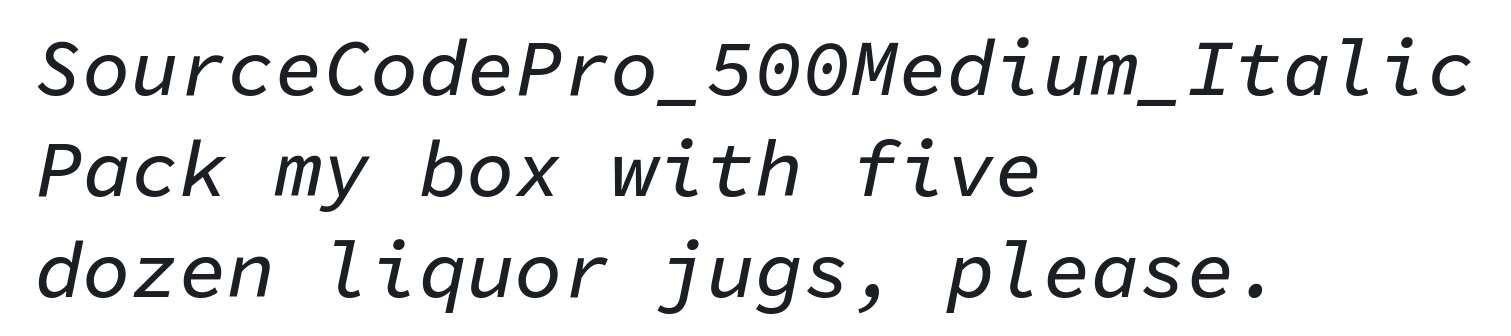 SourceCodePro_500Medium_Italic
Pack my box with five
dozen liquor jugs, please.